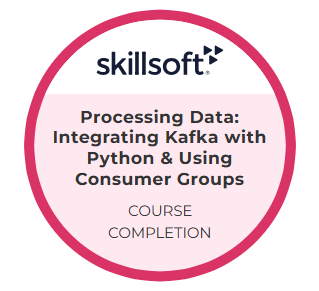 skillsoft
Processing Data:
Integrating Kafka with
Python & Using
Consumer Groups
COURSE
COMPLETION